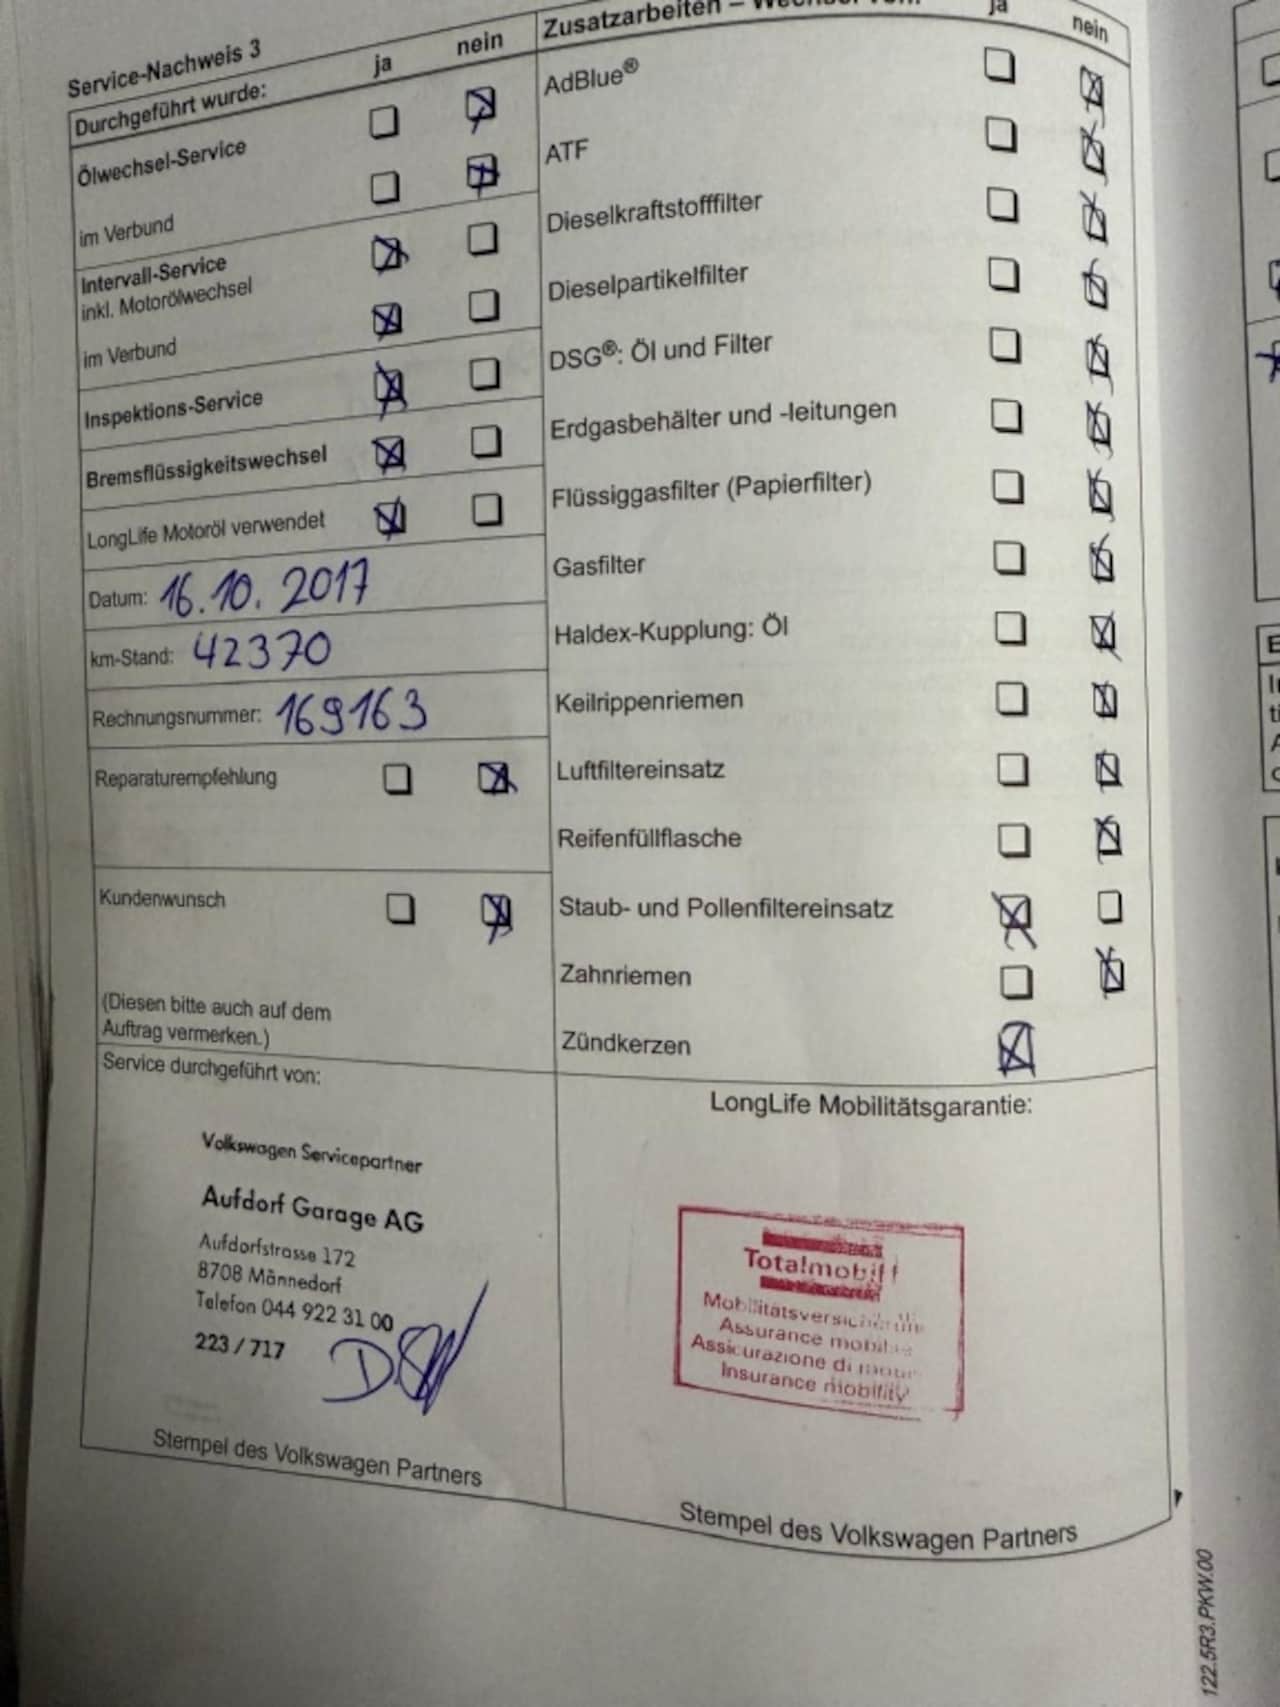 Service-Nachweis 3
Durchgeführt wurde: ja nein
Ölwechsel-Service
im Verbund
Intervall-Service
inkl. Motorölwechsel
im Verbund
Inspektions-Service
Bremsflüssigkeitswechsel
LongLife Motoröl verwendet
Datum: 16.10.2017
km-Stand: 42370
Rechnungsnummer: 169163
Reparaturempfehlung
Kundenwunsch
(Diesen bitte auch auf dem
Auftrag vermerken.)
Service durchgeführt von:
Volkswagen Servicepartner
Aufdorf Garage AG
Aufdorfstrasse 172
8708 Männedorf
Telefon 044 922 31 00
223 / 717
Stempel des Volkswagen Partners
Zusatzarbeiten – ja nein
AdBlue®
ATF
Dieselkraftstofffilter
Dieselpartikelfilter
DSG®: Öl und Filter
Erdgasbehälter und -leitungen
Flüssiggasfilter (Papierfilter)
Gasfilter
Haldex-Kupplung: Öl
Keilrippenriemen
Luftfiltereinsatz
Reifenfüllflasche
Staub- und Pollenfiltereinsatz
Zahnriemen
Zündkerzen
LongLife Mobilitätsgarantie:
Totalmobil!
Assurance
Assicurazione di
Insurance mobility
Stempel des Volkswagen Partners
122.5R3.PKW.00